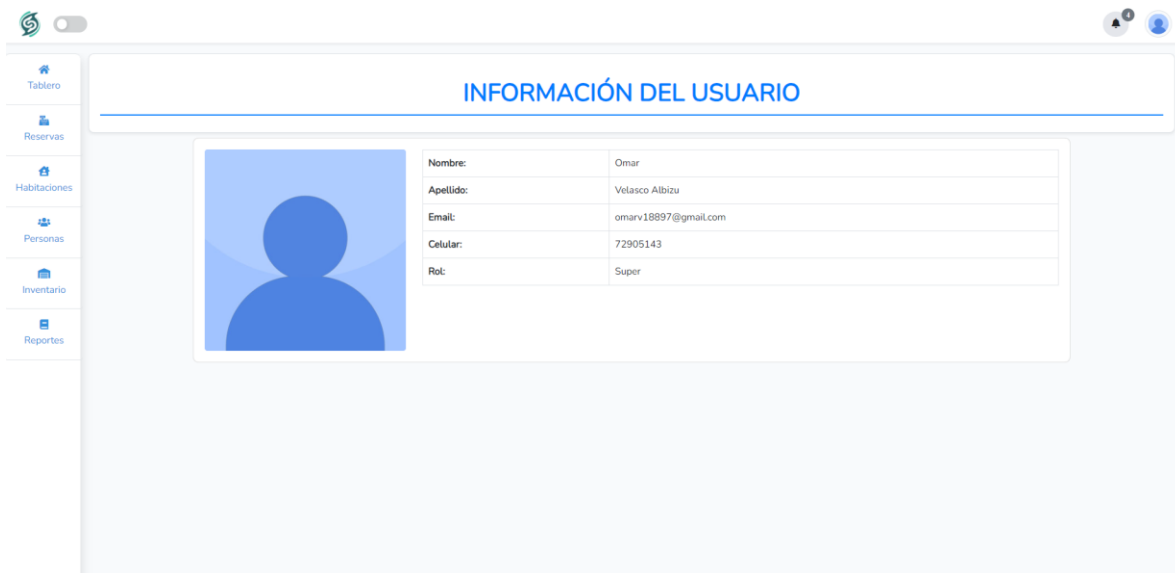 4
Tablero
Reservas
Habitaciones
Personas
Inventario
Reportes
INFORMACIÓN DEL USUARIO
Nombre: Omar
Apellido: Velasco Albizu
Email: omarv18897@gmail.com
Celular: 72905143
Rol: Super